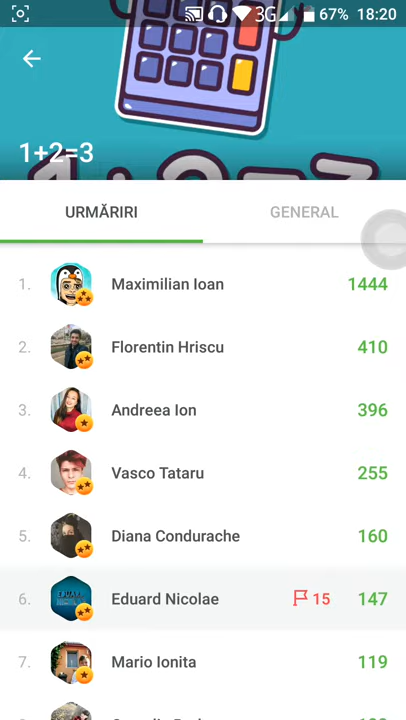 3G 67% 18:20
1+2=3
URMĂRIRI GENERAL
1. Maximilian Ioan 1444
2. Florentin Hriscu 410
3. Andreea Ion 396
4. Vasco Tataru 255
5. Diana Condurache 160
6. Eduard Nicolae 15 147
7. Mario Ionita 119